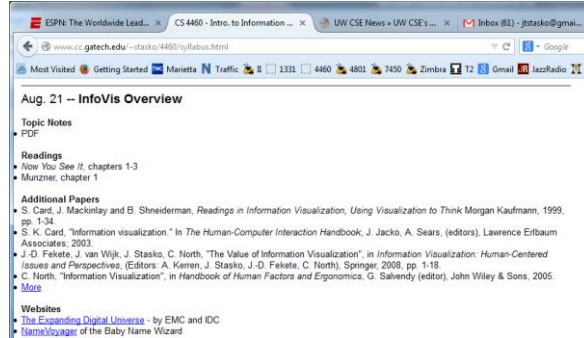 ESPN: The Worldwide Lead...
CS 4460 - Intro. to Information ...
UW CSE News » UW CSE's ...
Inbox (61) - jtstasko@gmai...
www.cc.gatech.edu/~stasko/4460/syllabus.html
Google
Most Visited Getting Started Marietta Traffic II 1331 4460 4801 7450 Zimbra T2 Gmail JazzRadio
Aug. 21 -- InfoVis Overview
Topic Notes
• PDF
Readings
• Now You See It, chapters 1-3
• Munzner, chapter 1
Additional Papers
• S. Card, J. Mackinlay and B. Shneiderman, Readings in Information Visualization, Using Visualization to Think Morgan Kaufmann, 1999,
pp. 1-34.
• S. K. Card, "Information visualization." In The Human-Computer Interaction Handbook, J. Jacko, A. Sears, (editors), Lawrence Erlbaum
Associates; 2003.
• J.-D. Fekete, J. van Wijk, J. Stasko, C. North, "The Value of Information Visualization", in Information Visualization: Human-Centered
Issues and Perspectives, (Editors: A. Kerren, J. Stasko, J.-D. Fekete, C. North), Springer, 2008, pp. 1-18.
• C. North, "Information Visualization", in Handbook of Human Factors and Ergonomics, G. Salvendy (editor), John Wiley & Sons, 2005.
• More
Websites
• The Expanding Digital Universe - by EMC and IDC
• NameVoyager of the Baby Name Wizard